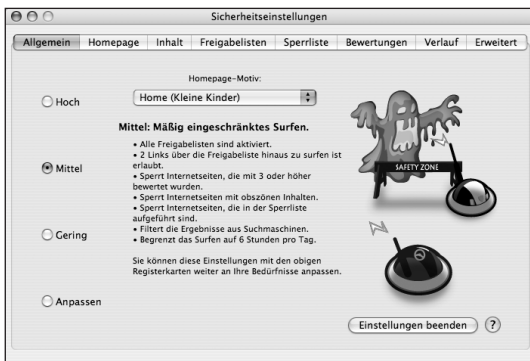 Sicherheitseinstellungen
Allgemein Homepage Inhalt Freigabelisten Sperrliste Bewertungen Verlauf Erweitert
Homepage-Motiv:
Home (Kleine Kinder)
Hoch
Mittel: Mäßig eingeschränktes Surfen.
• Alle Freigabelisten sind aktiviert.
• 2 Links über die Freigabeliste hinaus zu surfen ist
erlaubt.
Mittel
• Sperrt Internetseiten, die mit 3 oder höher
bewertet wurden.
• Sperrt Internetseiten mit obszönen Inhalten.
• Sperrt Internetseiten, die in der Sperrliste
aufgeführt sind.
• Filtert die Ergebnisse aus Suchmaschinen.
• Begrenzt das Surfen auf 6 Stunden pro Tag.
Gering
Sie können diese Einstellungen mit den obigen
Registerkarten weiter an Ihre Bedürfnisse anpassen.
Anpassen
SAFETY ZONE
Einstellungen beenden ?